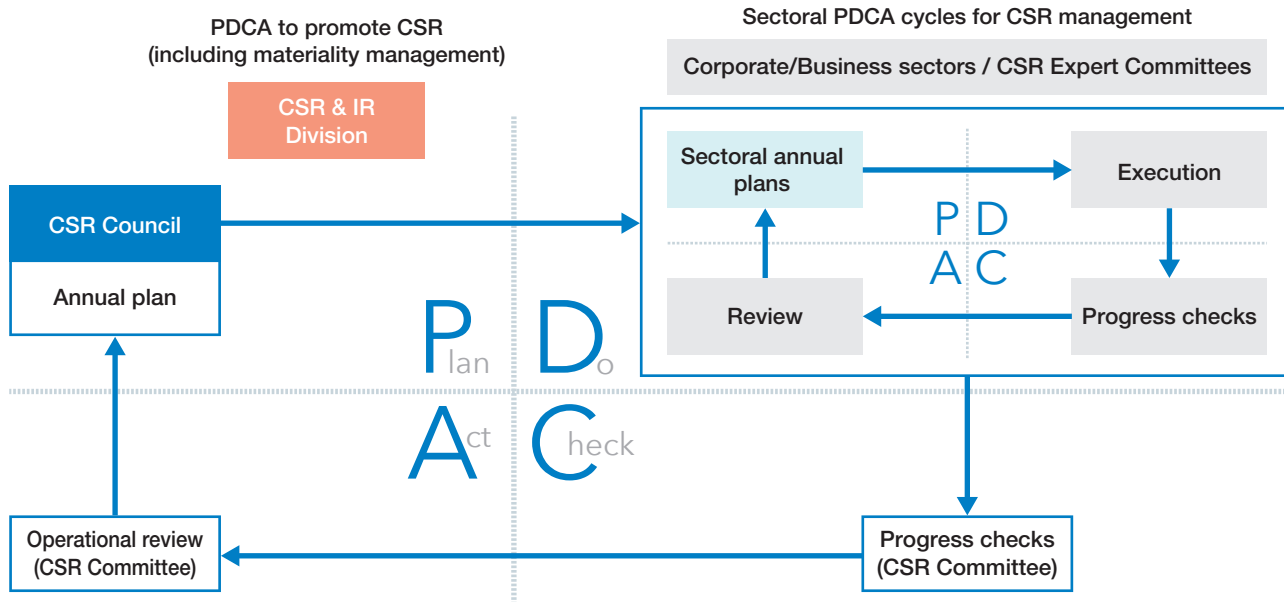 PDCA to promote CSR
(including materiality management)
CSR & IR
Division
CSR Council
Annual plan
Sectoral PDCA cycles for CSR management
Corporate/Business sectors / CSR Expert Committees
Sectoral annual
plans
Execution
P D
A C
Review
Progress checks
Plan
Do
Act
Check
Operational review
(CSR Committee)
Progress checks
(CSR Committee)